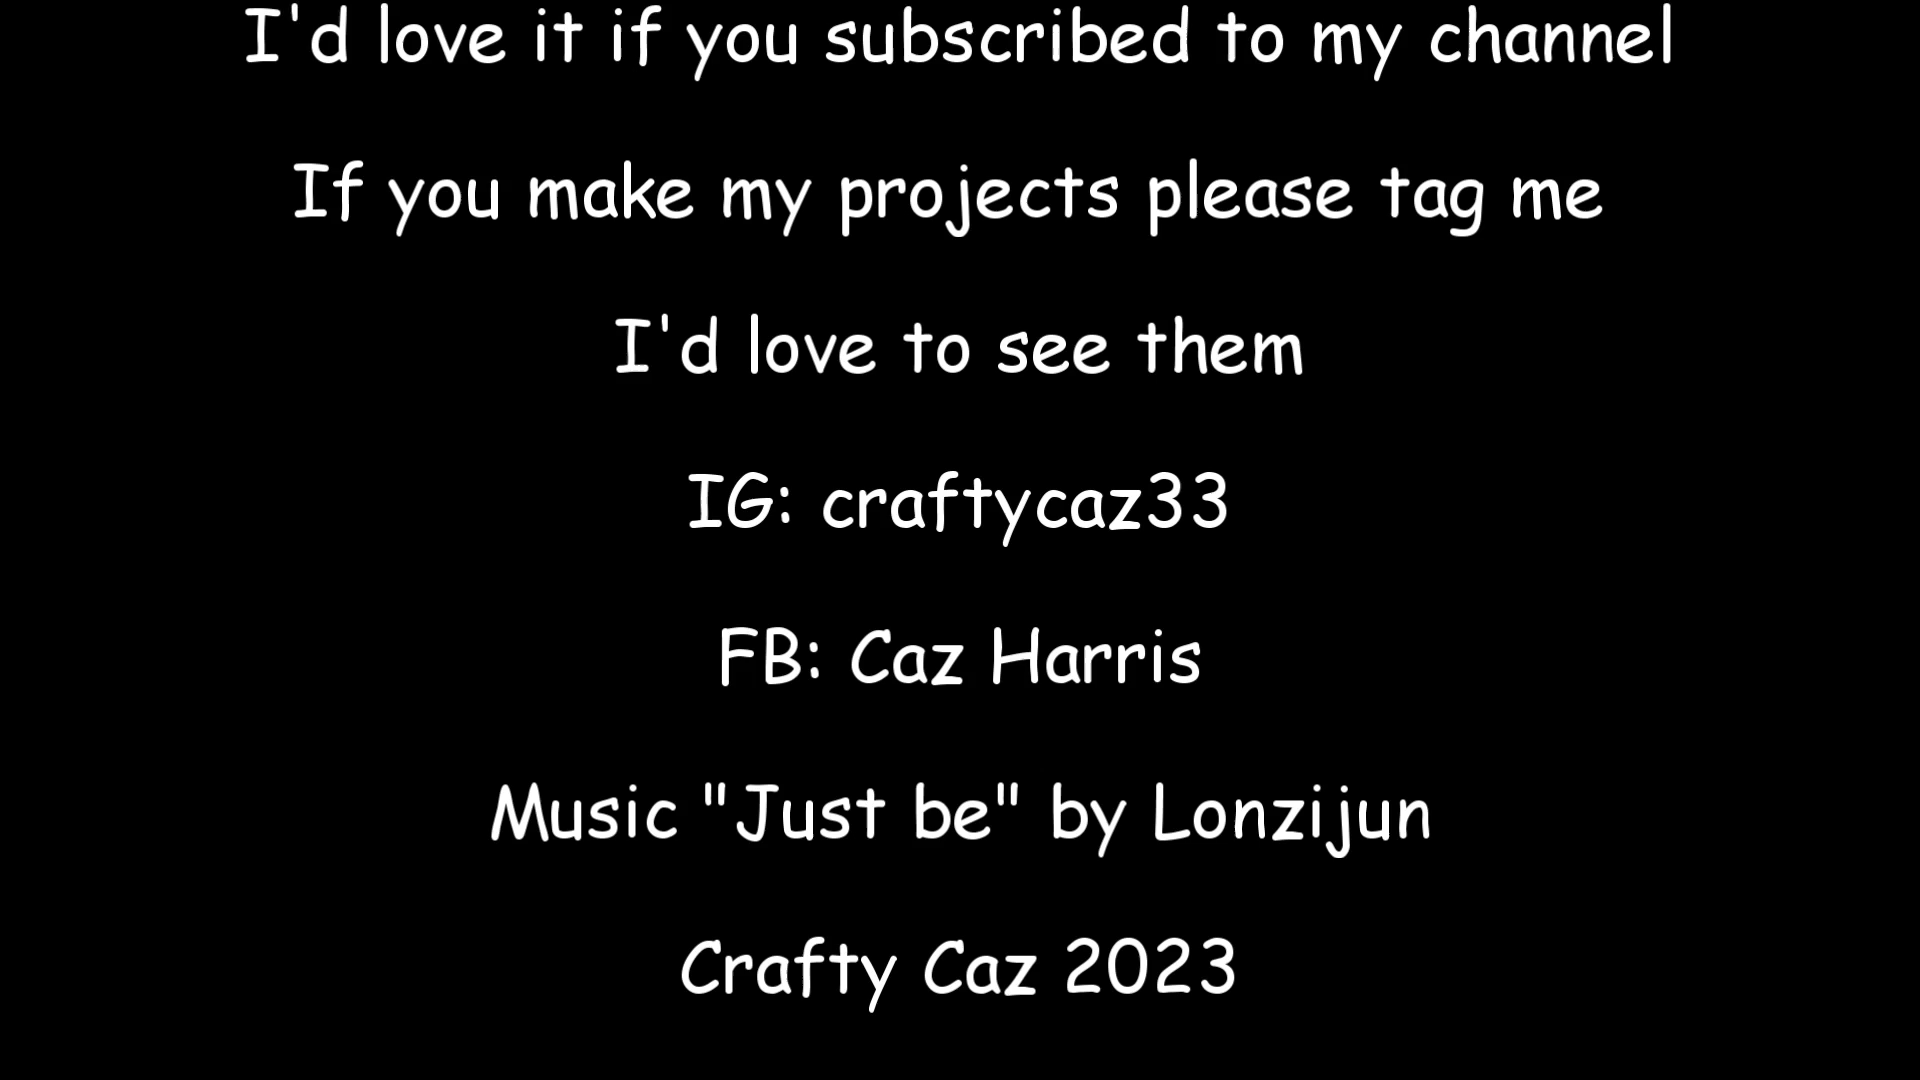 I'd love it if you subscribed to my channel
If you make my projects please tag me
I'd love to see them
IG: craftycaz33
FB: Caz Harris
Music "Just be" by Lonzijun
Crafty Caz 2023